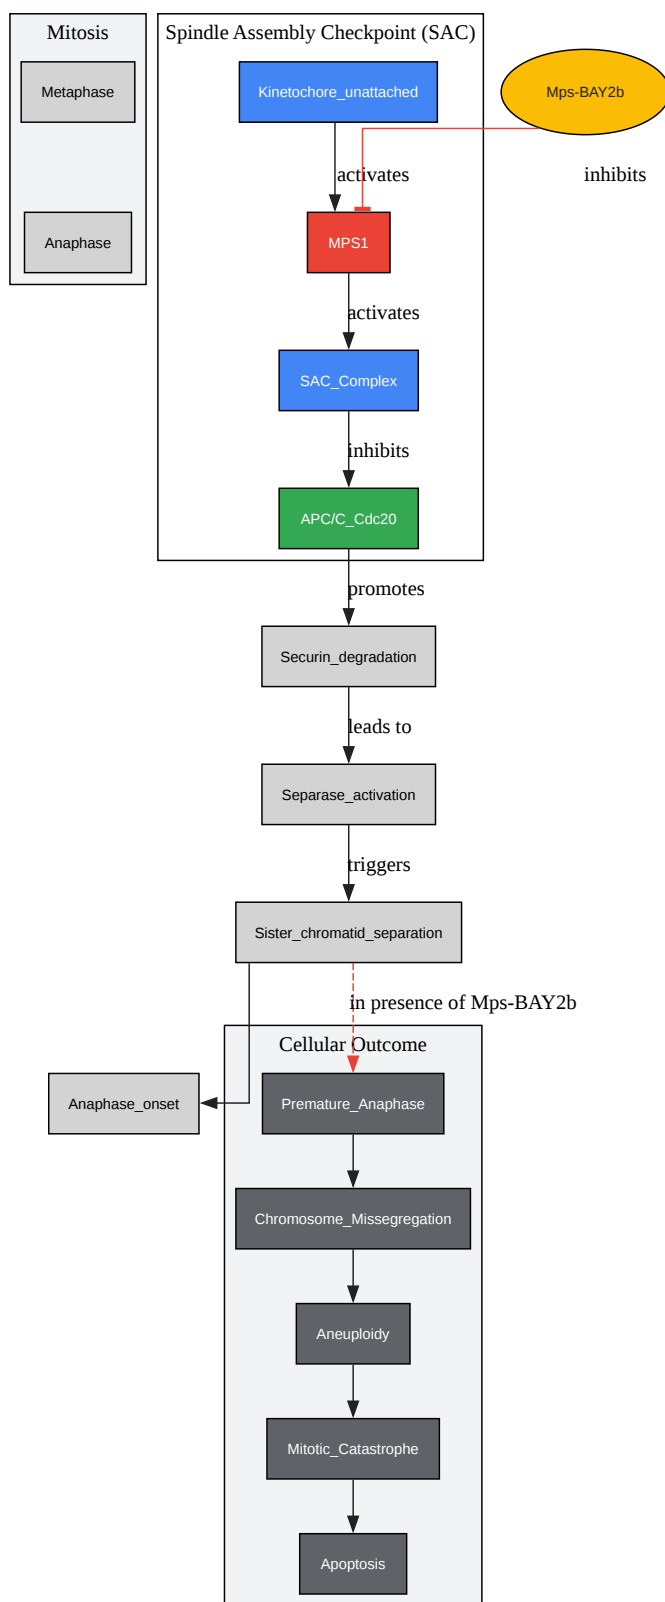 Mitosis
Spindle Assembly Checkpoint (SAC)
Metaphase
Kinetochore_unattached
Mps-BAY2b
activates
inhibits
Anaphase
MPS1
activates
SAC_Complex
inhibits
APC/C_Cdc20
promotes
Securin_degradation
leads to
Separase_activation
triggers
Sister_chromatid_separation
in presence of Mps-BAY2b
Cellular Outcome
Anaphase_onset
Premature_Anaphase
Chromosome_Missegregation
Aneuploidy
Mitotic_Catastrophe
Apoptosis